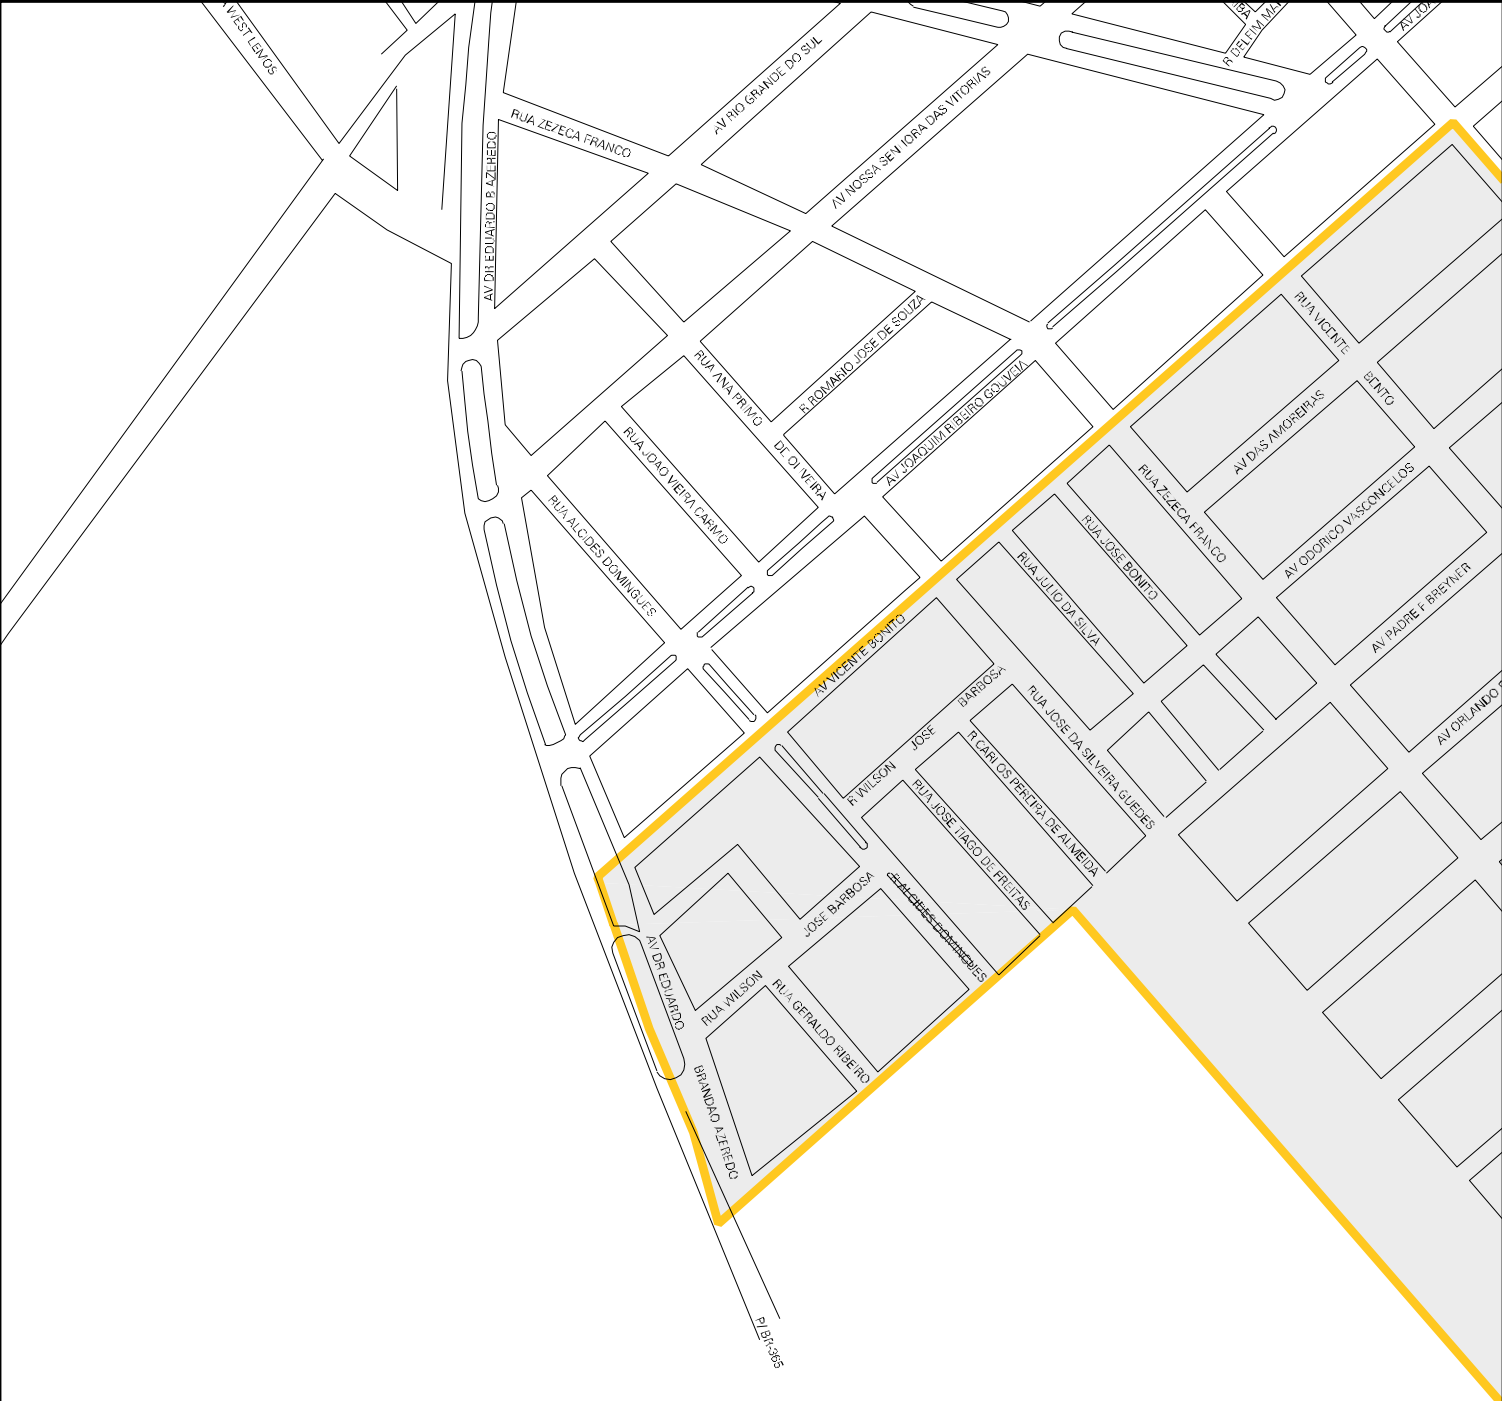 WEST LEMOS
R DELFIM
AV RIO GRANDE DO SUL
RUA ZEZECA FRANCO
AV NOSSA SENHORA DAS VITORIAS
AV DR EDUARDO B AZEREDO
R ROMARIO JOSE DE SOUZA
RUA VICENTE
BENTO
RUA ANA PRIMO
DE OLIVEIRA
AV JOAQUIM RIBEIRO GOUVEIA
AV DAS AMOREIRAS
RUA JOAO VIEIRA CARMO
RUA ALCIDES DOMINGUES
RUA ZEZECA FRANCO
AV ODORICO VASCONCELOS
RUA JOSE BONITO
RUA JULIO DA SILVA
AV PADRE F BREYNER
AV VICENTE BONITO
AV ORLANDO
R WILSON
JOSE
BARBOSA
RUA JOSE DA SILVEIRA GUEDES
R CARLOS PEREIRA DE ALMEIDA
RUA JOSE TIAGO DE FREITAS
R ALCIDES DOMINGUES
JOSE BARBOSA
RUA WILSON
AV DR EDUARDO
RUA GERALDO RIBEIRO
BRANDAO AZEREDO
P/ BR-365